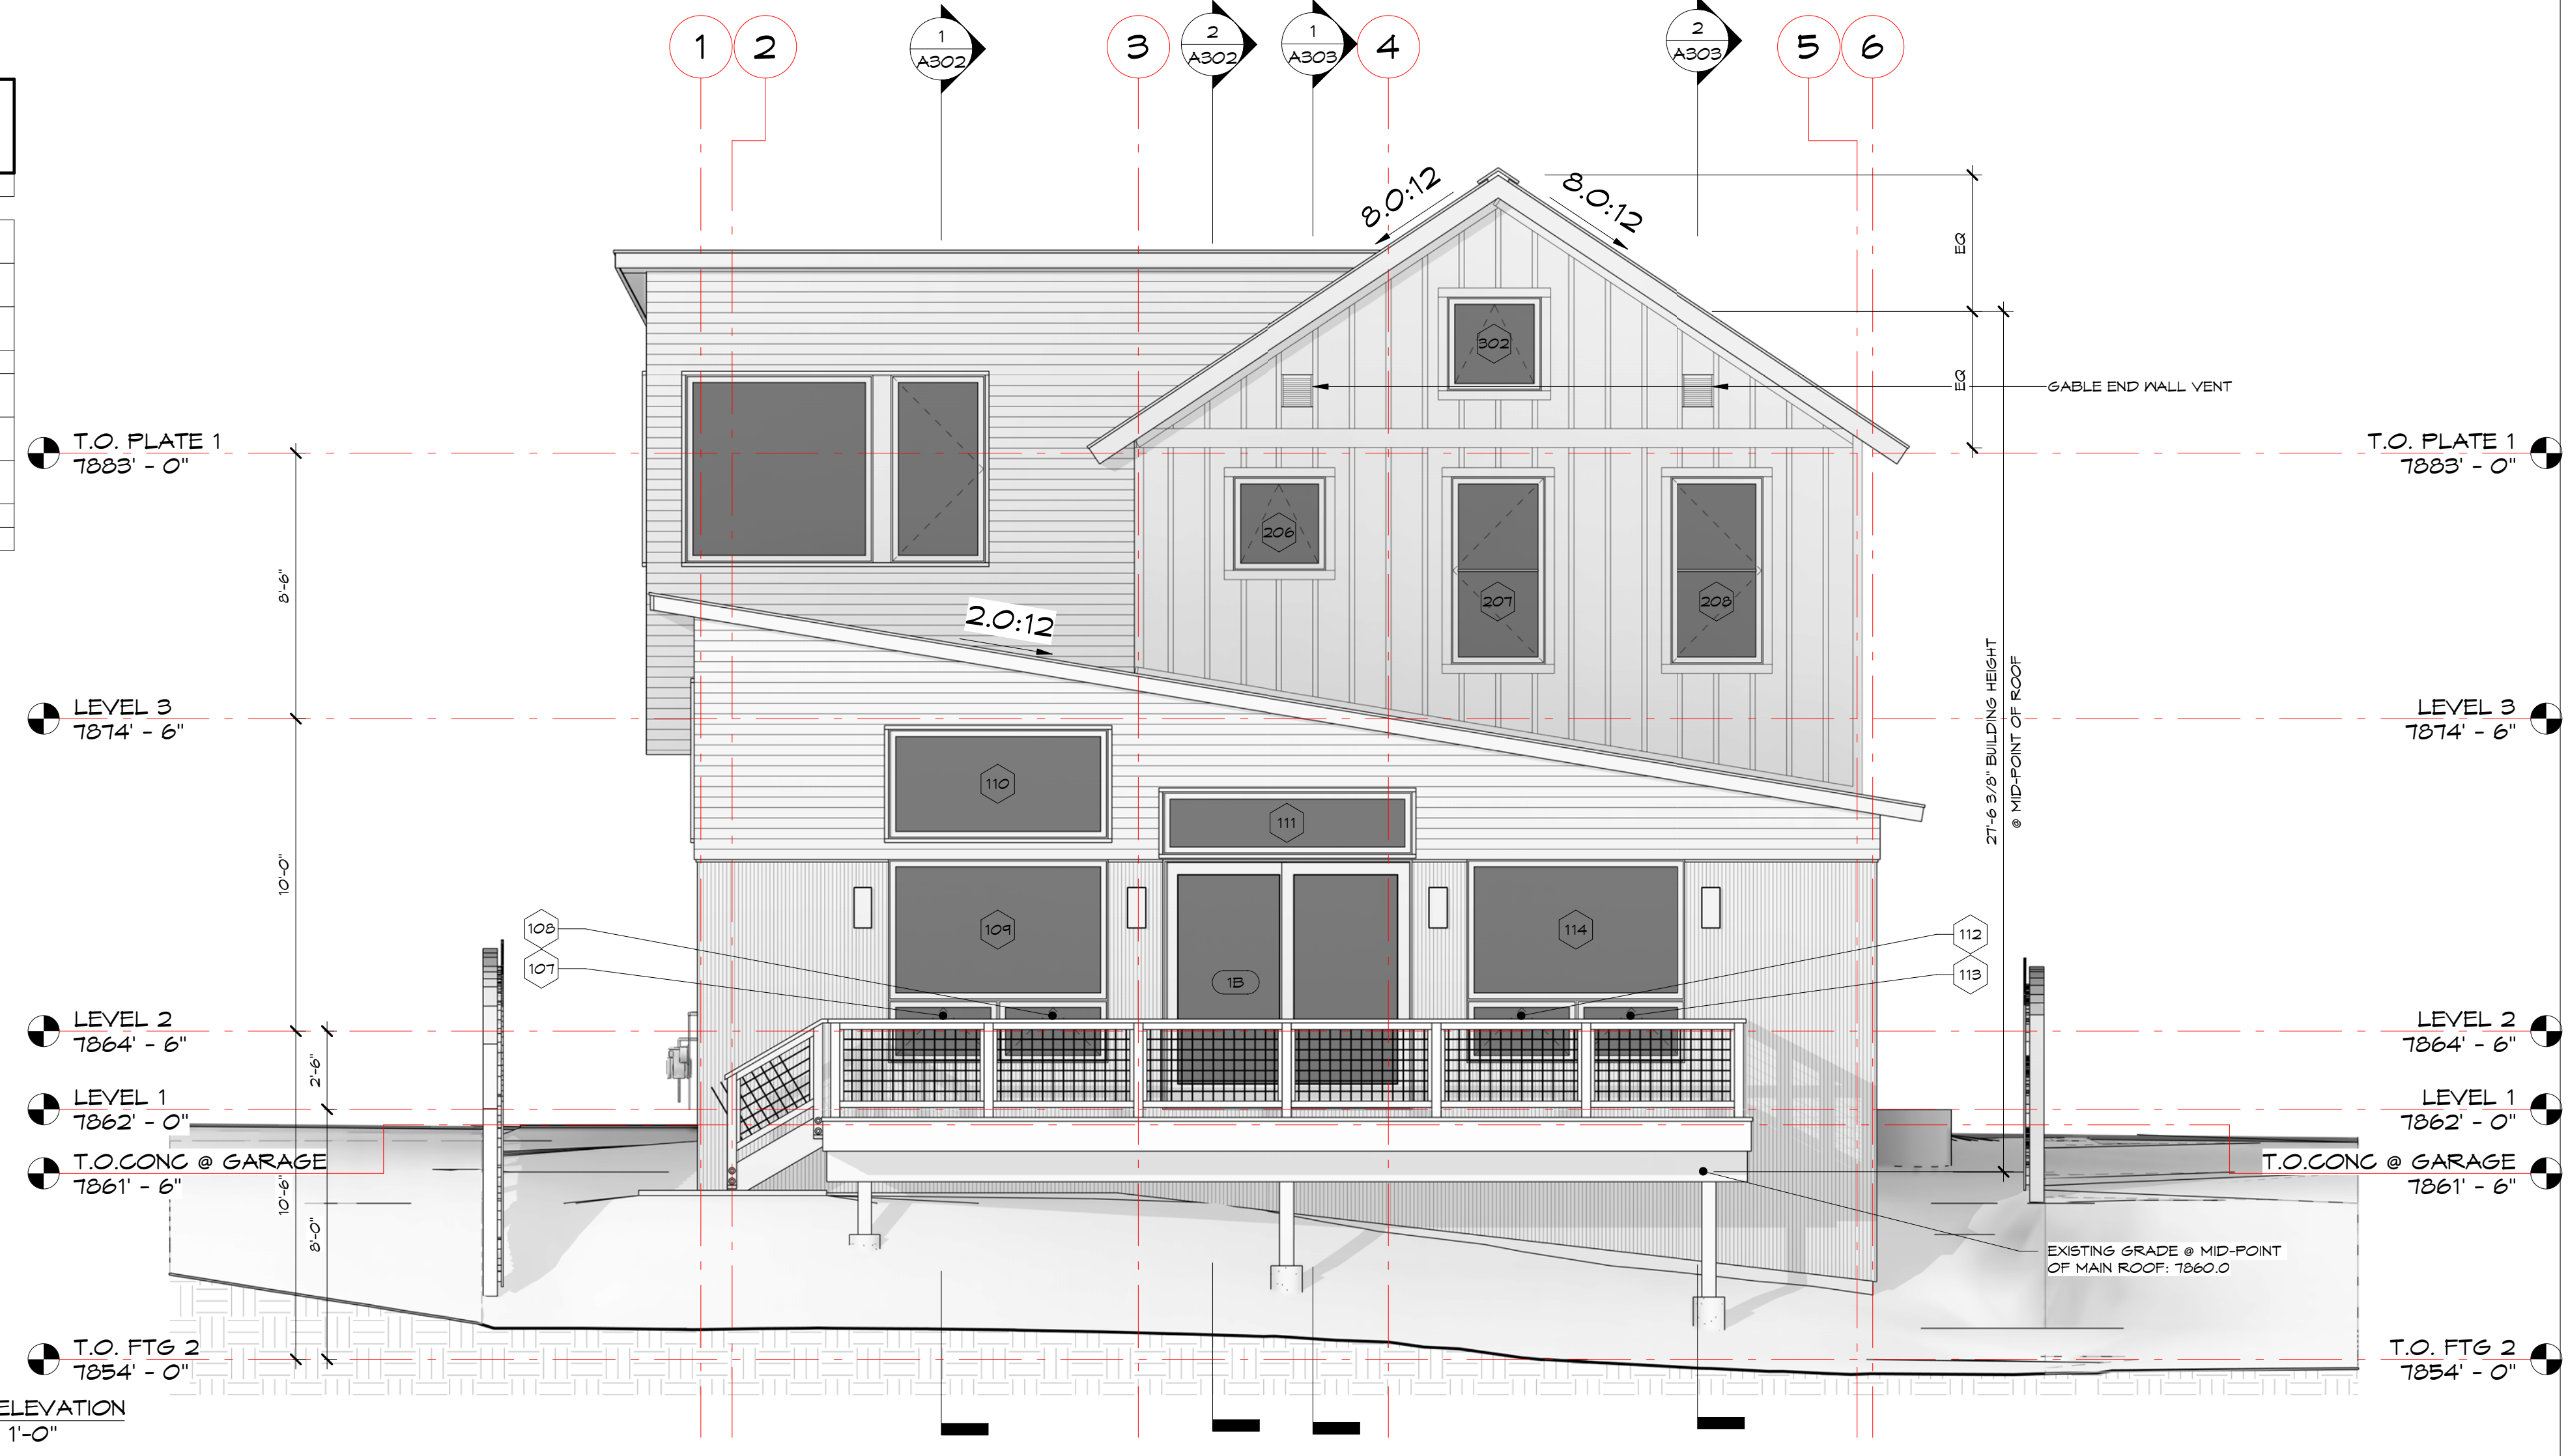 1
2
1
A302
3
2
A302
1
A303
4
2
A303
5
6
8.0:12
8.0:12
EQ
302
EQ
GABLE END WALL VENT
T.O. PLATE 1
7883' - 0"
T.O. PLATE 1
7883' - 0"
206
207
208
8'-6"
2.0:12
27'-6 3/8" BUILDING HEIGHT
@ MID-POINT OF ROOF
LEVEL 3
7874' - 6"
LEVEL 3
7874' - 6"
110
111
10'-0"
108
109
114
112
107
113
1B
LEVEL 2
7864' - 6"
LEVEL 2
7864' - 6"
2'-6"
LEVEL 1
7862' - 0"
LEVEL 1
7862' - 0"
T.O.CONC @ GARAGE
7861' - 6"
T.O.CONC @ GARAGE
7861' - 6"
10'-6"
8'-0"
EXISTING GRADE @ MID-POINT
OF MAIN ROOF: 7860.0
T.O. FTG 2
7854' - 0"
T.O. FTG 2
7854' - 0"
ELEVATION
1'-0"